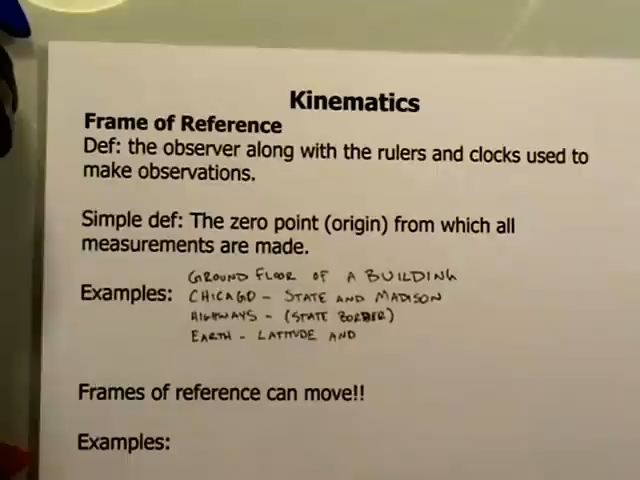 Kinematics
Frame of Reference
Def: the observer along with the rulers and clocks used to
make observations.
Simple def: The zero point (origin) from which all
measurements are made.
GROUND FLOOR OF A BUILDING
Examples: CHICAGO - STATE AND MADISON
HIGHWAYS - (STATE BORDER)
EARTH - LATITUDE AND
Frames of reference can move!!
Examples: